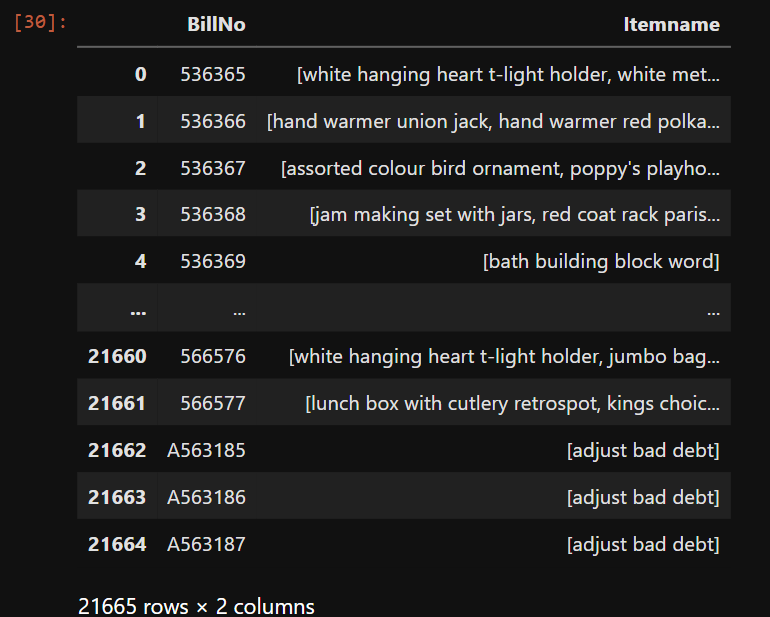 [30]:
BillNo Itemname
0 536365 [white hanging heart t-light holder, white met...
1 536366 [hand warmer union jack, hand warmer red polka...
2 536367 [assorted colour bird ornament, poppy's playho...
3 536368 [jam making set with jars, red coat rack paris...
4 536369 [bath building block word]
... ... ...
21660 566576 [white hanging heart t-light holder, jumbo bag...
21661 566577 [lunch box with cutlery retrospot, kings choic...
21662 A563185 [adjust bad debt]
21663 A563186 [adjust bad debt]
21664 A563187 [adjust bad debt]
21665 rows × 2 columns